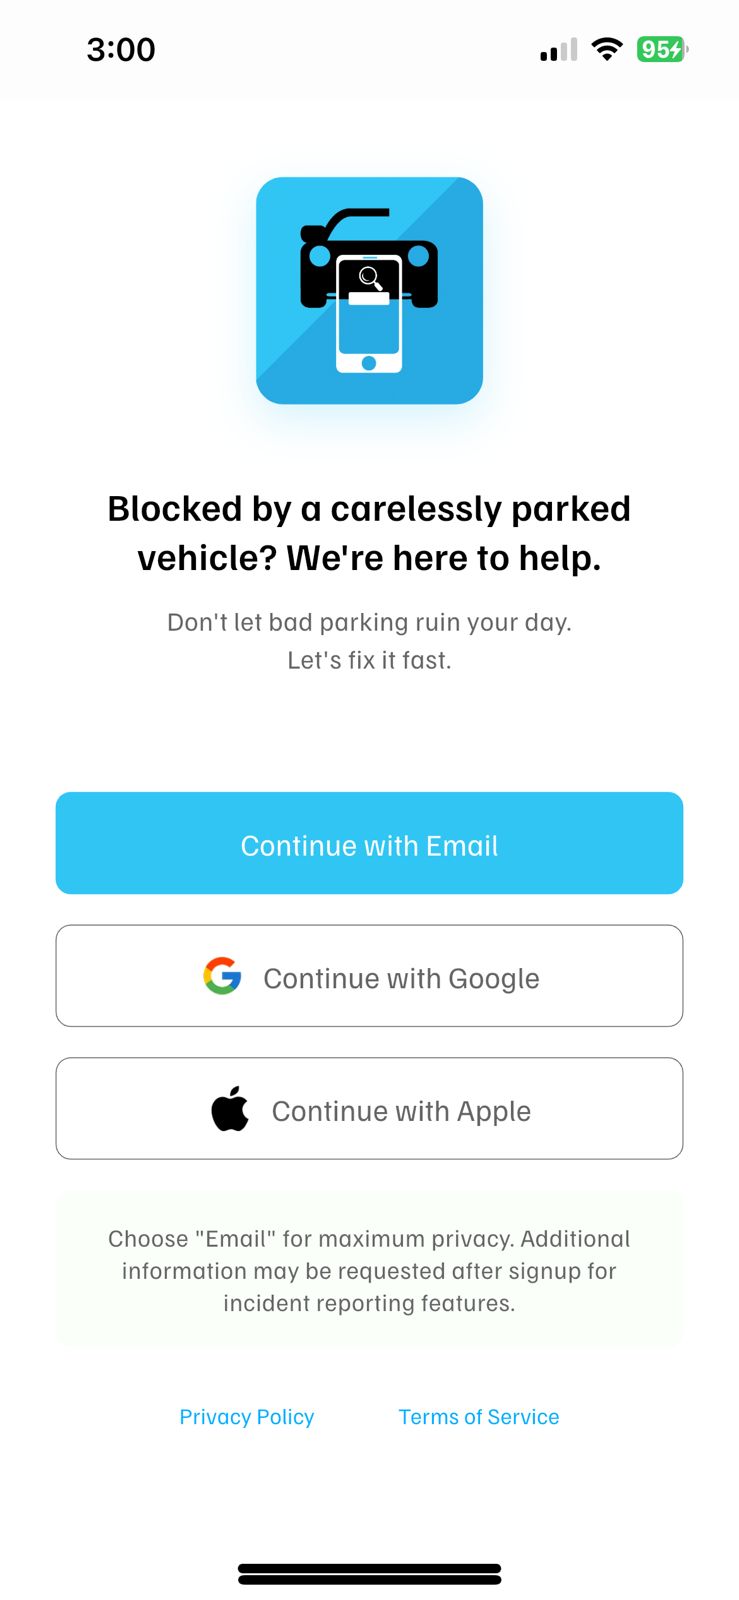 3:00
95
Blocked by a carelessly parked
vehicle? We're here to help.
Don't let bad parking ruin your day.
Let's fix it fast.
Continue with Email
Continue with Google
Continue with Apple
Choose "Email" for maximum privacy. Additional
information may be requested after signup for
incident reporting features.
Privacy Policy
Terms of Service